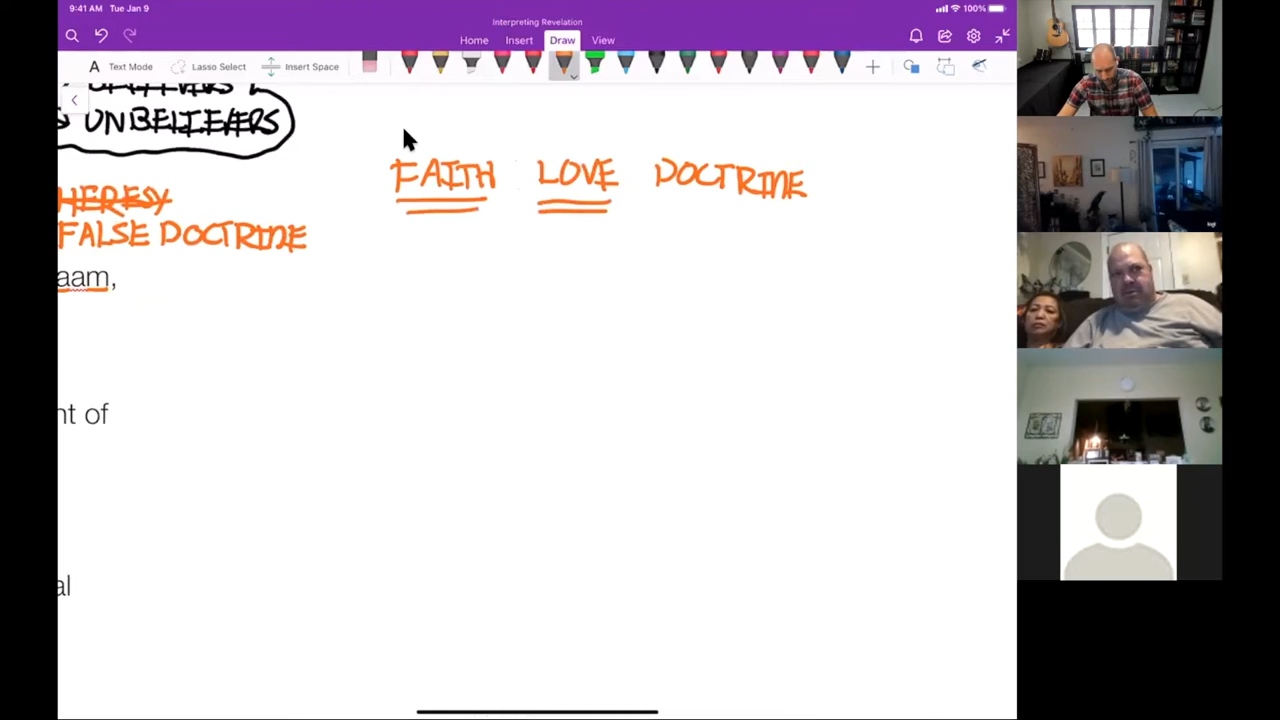 9:41 AM Tue Jan 9
100%
Interpreting Revelation
Home Insert Draw View
A Text Mode Lasso Select Insert Space
UNBELIEVERS
FAITH LOVE DOCTRINE
HERESY
FALSE DOCTRINE
aam,
nt of
al